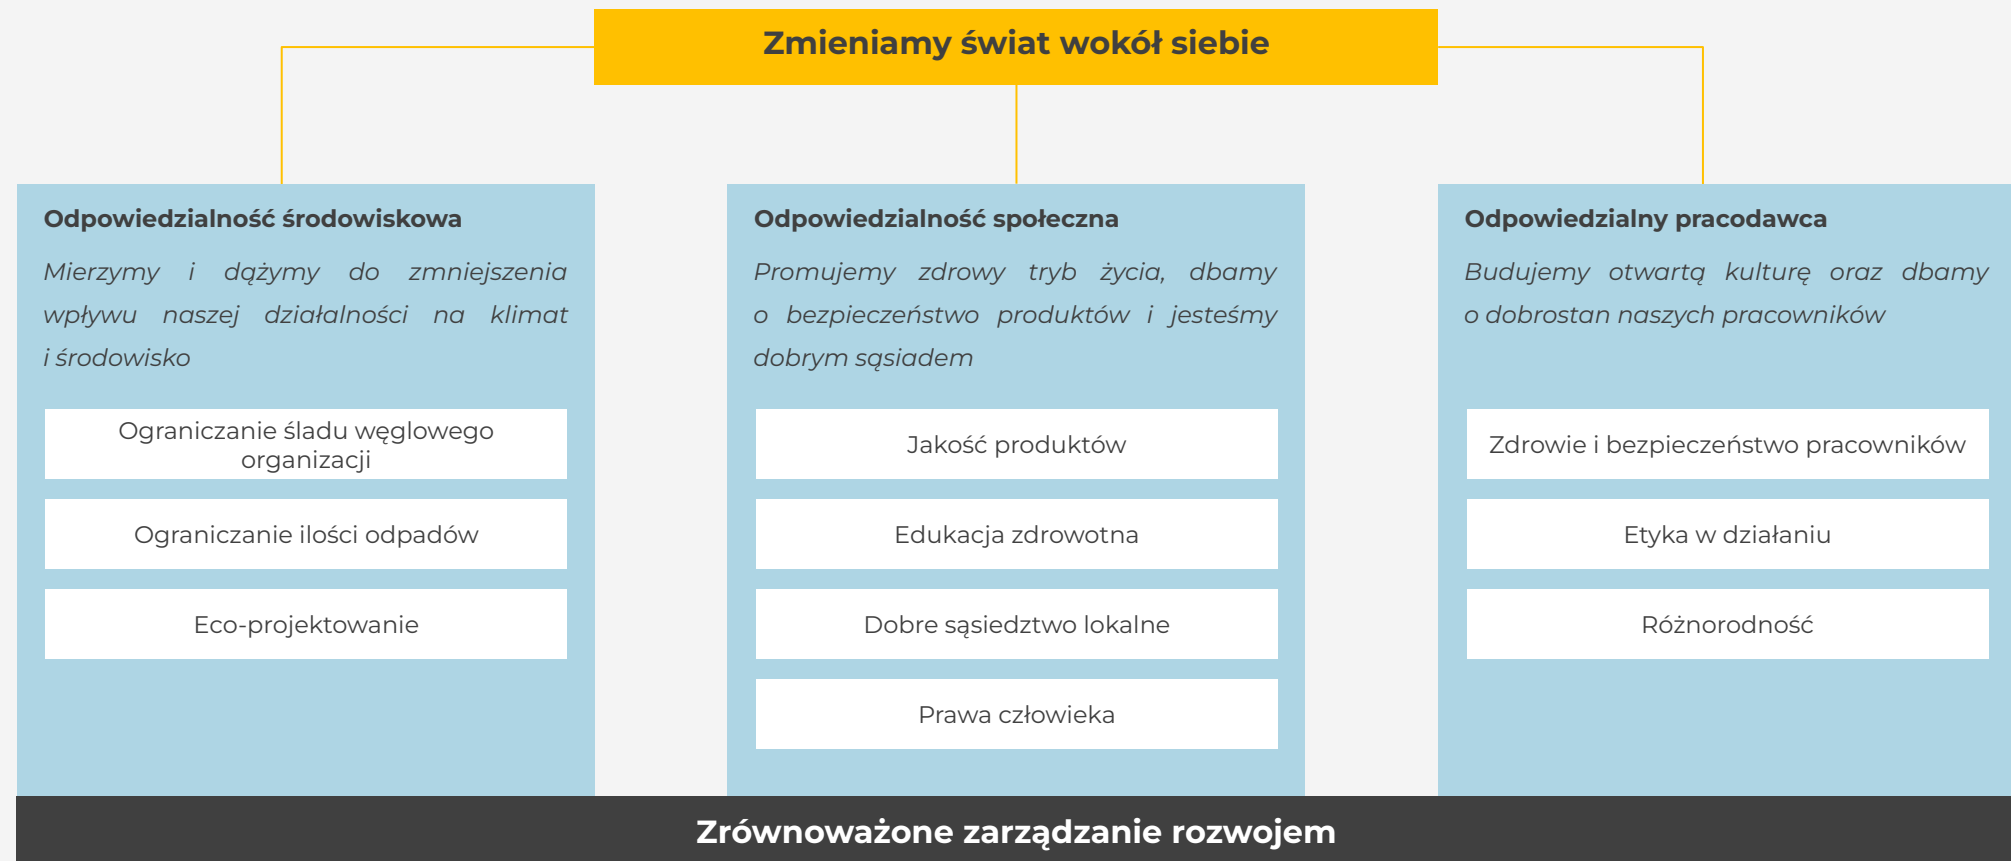 Zmieniamy świat wokół siebie
Odpowiedzialność środowiskowa
Mierzymy i dążymy do zmniejszenia
wpływu naszej działalności na klimat
i środowisko
Ograniczanie śladu węglowego
organizacji
Ograniczanie ilości odpadów
Eco-projektowanie
Odpowiedzialność społeczna
Promujemy zdrowy tryb życia, dbamy
o bezpieczeństwo produktów i jesteśmy
dobrym sąsiadem
Jakość produktów
Edukacja zdrowotna
Dobre sąsiedztwo lokalne
Prawa człowieka
Odpowiedzialny pracodawca
Budujemy otwartą kulturę oraz dbamy
o dobrostan naszych pracowników
Zdrowie i bezpieczeństwo pracowników
Etyka w działaniu
Różnorodność
Zrównoważone zarządzanie rozwojem